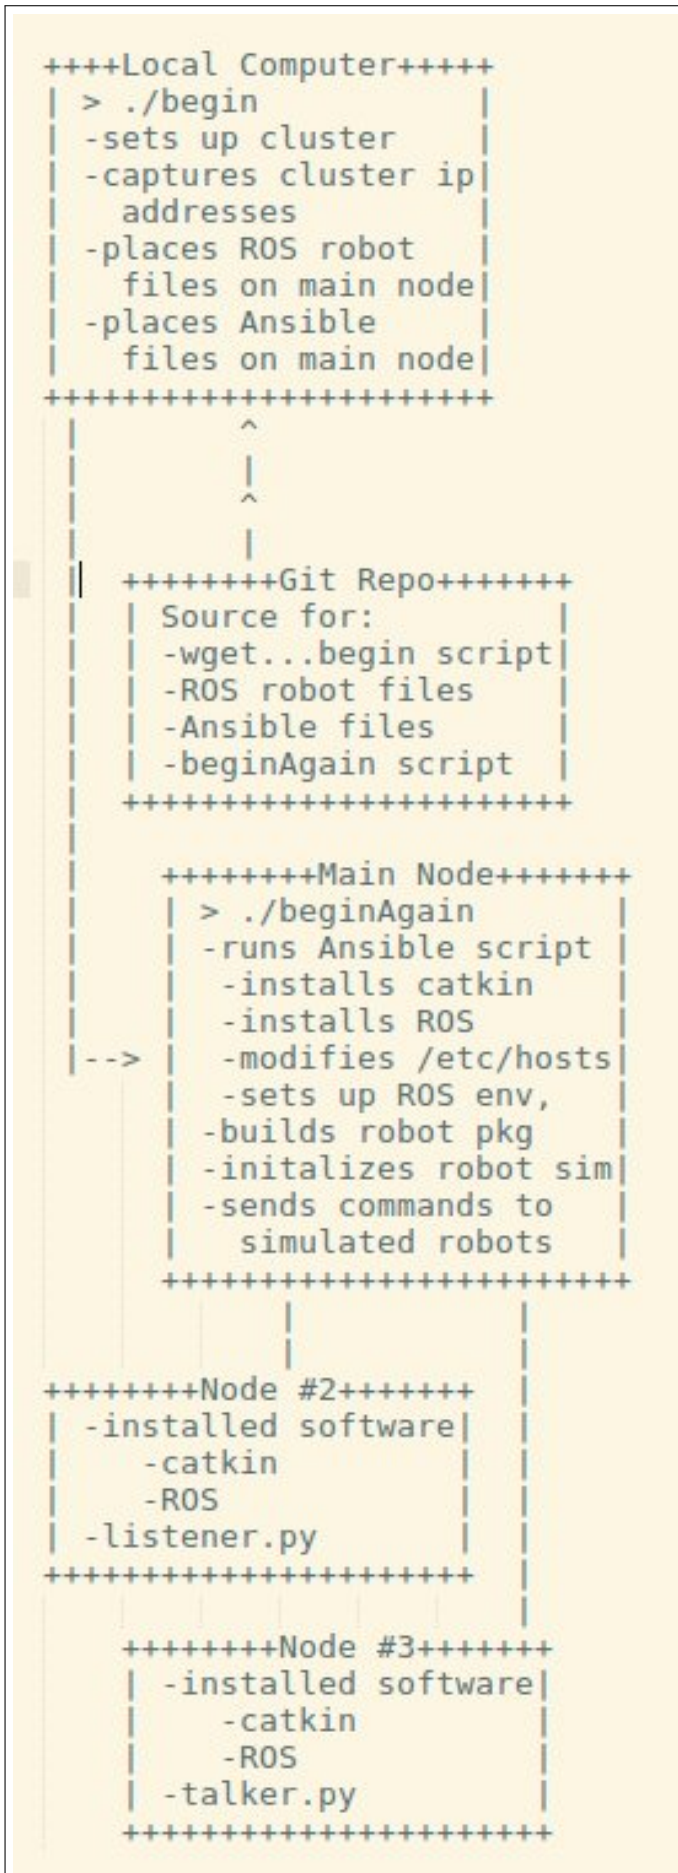 ++++Local Computer+++++
| > ./begin           |
| -sets up cluster    |
| -captures cluster ip|
|   addresses         |
| -places ROS robot   |
|   files on main node|
| -places Ansible     |
|   files on main node|
+++++++++++++++++++++++
 |        ^
 |        |
 |        ^
 |        |
 |  ++++++++Git Repo+++++++
 |  | Source for:         |
 |  | -wget...begin script|
 |  | -ROS robot files    |
 |  | -Ansible files      |
 |  | -beginAgain script  |
 |  +++++++++++++++++++++++
 |
 |    ++++++++Main Node+++++++
 |    | > ./beginAgain       |
 |    | -runs Ansible script |
 |    |  -installs catkin    |
 |    |  -installs ROS       |
 |--> |  -modifies /etc/hosts|
      |  -sets up ROS env,   |
      | -builds robot pkg    |
      | -initalizes robot sim|
      | -sends commands to   |
      |   simulated robots   |
      ++++++++++++++++++++++++
            |           |
            |           |
++++++++Node #2+++++++  |
| -installed software|  |
|    -catkin         |  |
|    -ROS            |  |
| -listener.py       |  |
++++++++++++++++++++++  |
                        |
    ++++++++Node #3+++++++
    | -installed software|
    |    -catkin         |
    |    -ROS            |
    | -talker.py         |
    ++++++++++++++++++++++